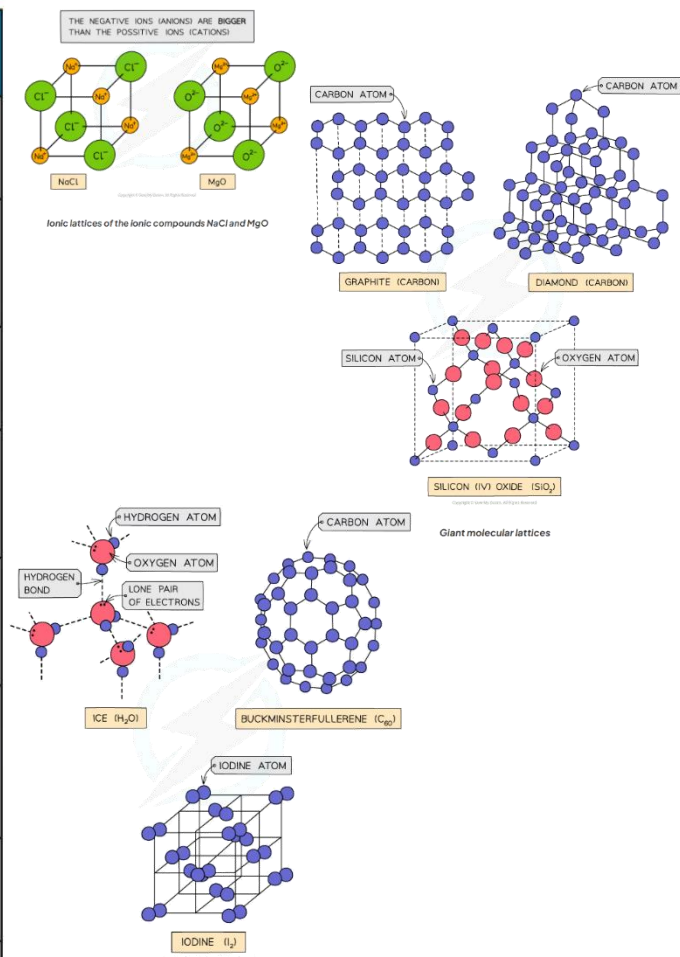 THE NEGATIVE IONS (ANIONS) ARE BIGGER
THAN THE POSSITIVE IONS (CATIONS)
Na⁺
Cl⁻
Cl⁻
Na⁺
Cl⁻
Na⁺
Na⁺
Cl⁻
NaCl
Mg²⁺
O²⁻
O²⁻
Mg²⁺
O²⁻
Mg²⁺
Mg²⁺
O²⁻
MgO
Ionic lattices of the ionic compounds NaCl and MgO
CARBON ATOM
GRAPHITE (CARBON)
CARBON ATOM
DIAMOND (CARBON)
SILICON ATOM
OXYGEN ATOM
SILICON (IV) OXIDE (SiO₂)
Giant molecular lattices
HYDROGEN ATOM
OXYGEN ATOM
HYDROGEN
BOND
LONE PAIR
OF ELECTRONS
ICE (H₂O)
CARBON ATOM
BUCKMINSTERFULLERENE (C₆₀)
IODINE ATOM
IODINE (I₂)